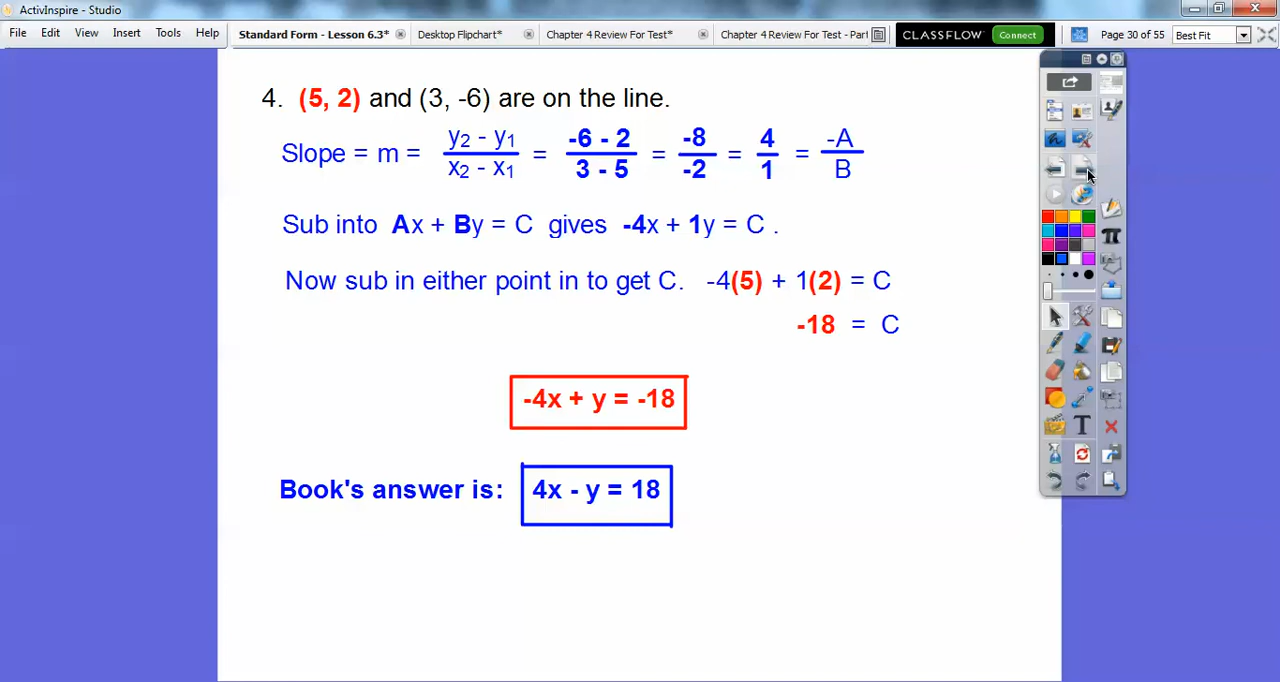 ActivInspire - Studio
File Edit View Insert Tools Help
Standard Form - Lesson 6.3* Desktop Flipchart* Chapter 4 Review For Test* Chapter 4 Review For Test - Part
CLASSFLOW Connect
Page 30 of 55 Best Fit
4. (5, 2) and (3, -6) are on the line.
Slope = m = y₂ - y₁ / x₂ - x₁ = -6 - 2 / 3 - 5 = -8 / -2 = 4 / 1 = -A / B
Sub into Ax + By = C gives -4x + 1y = C .
Now sub in either point in to get C. -4(5) + 1(2) = C
-18 = C
-4x + y = -18
Book's answer is: 4x - y = 18
π
T